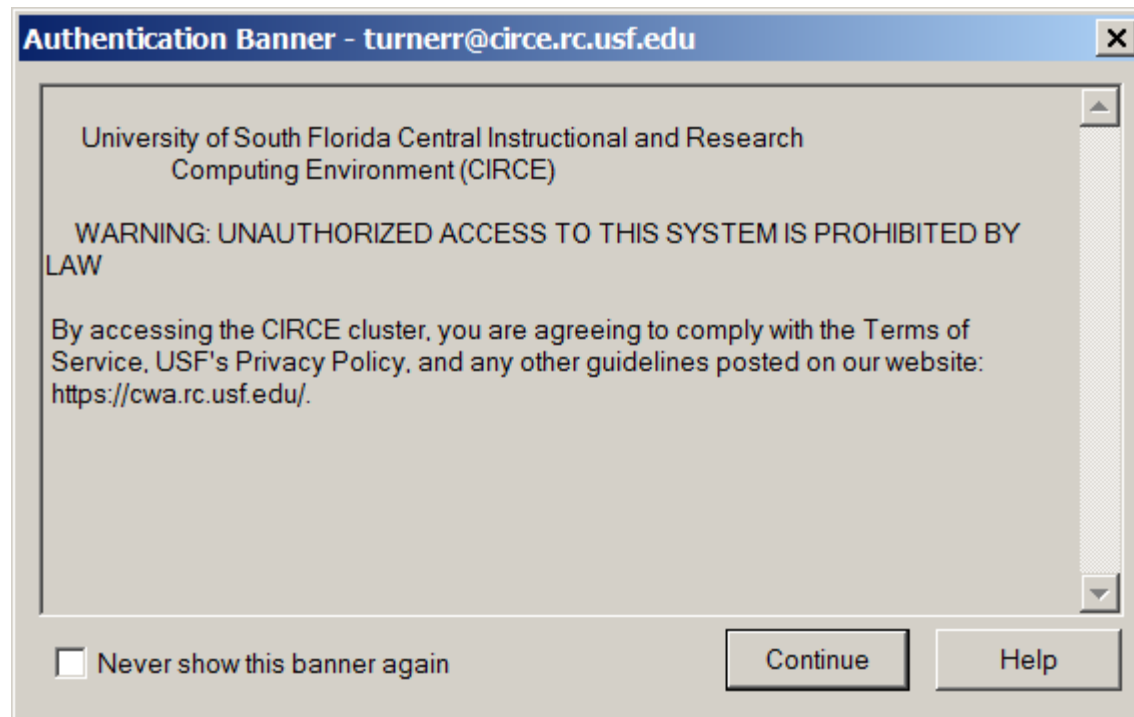 Authentication Banner - turnerr@circe.rc.usf.edu
University of South Florida Central Instructional and Research
Computing Environment (CIRCE)
WARNING: UNAUTHORIZED ACCESS TO THIS SYSTEM IS PROHIBITED BY
LAW
By accessing the CIRCE cluster, you are agreeing to comply with the Terms of
Service, USF's Privacy Policy, and any other guidelines posted on our website:
https://cwa.rc.usf.edu/.
Never show this banner again
Continue
Help